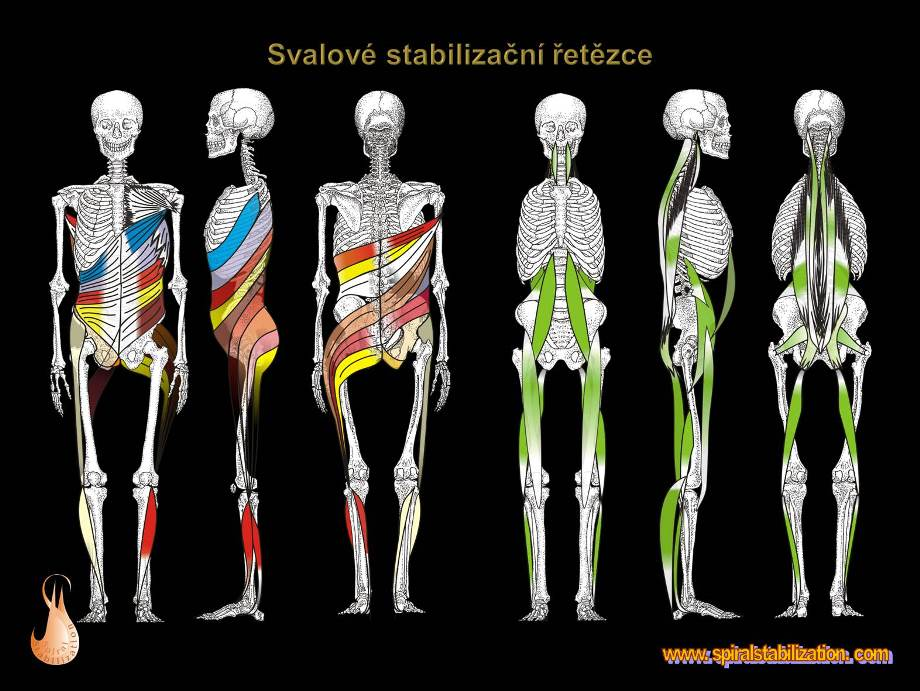 Svalové stabilizační řetězce
www. spiralstabilization. com